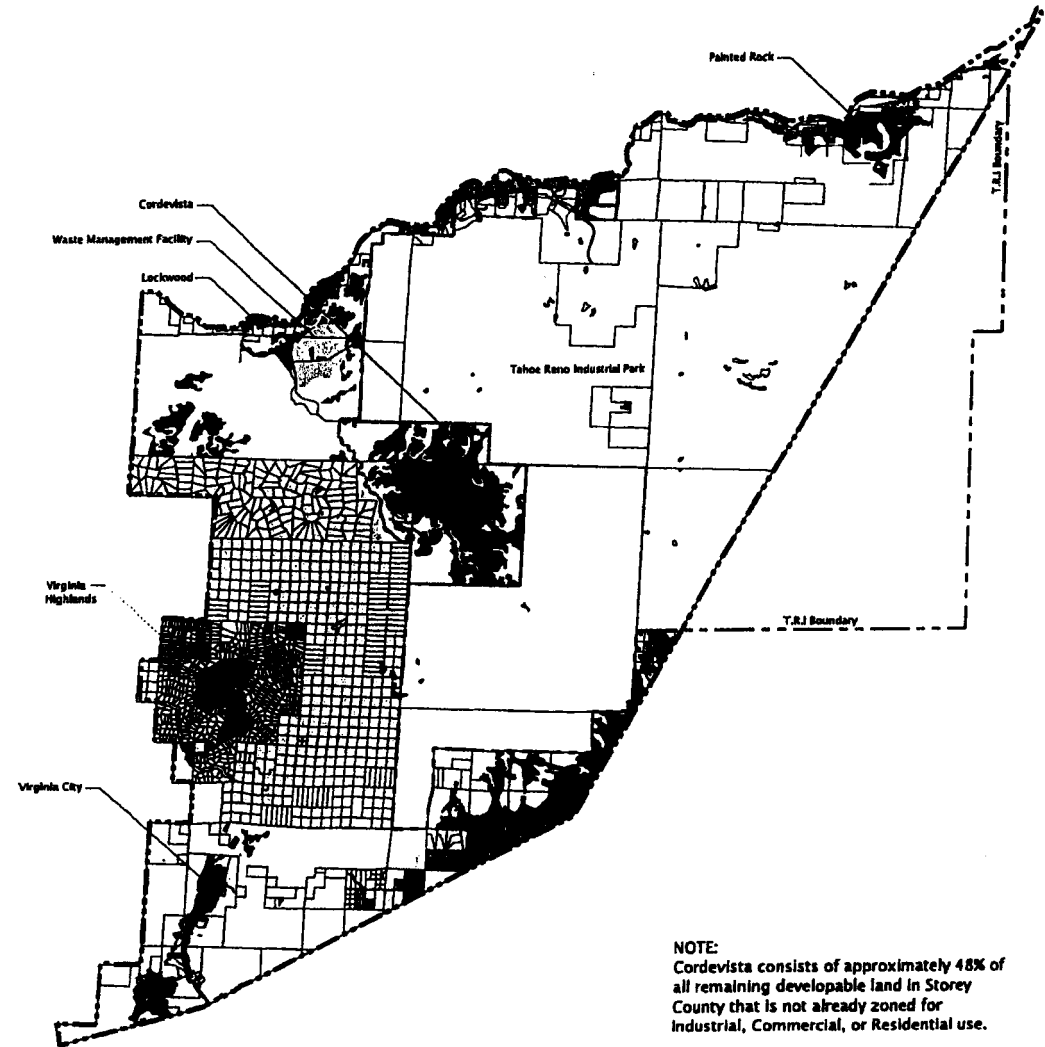 Painted Rock
T.R.I Boundary
Cordevista
Waste Management Facility
Lockwood
Tahoe Reno Industrial Park
Virginia
Highlands
T.R.I Boundary
Virginia City
NOTE:
Cordevista consists of approximately 48% of
all remaining developable land in Storey
County that is not already zoned for
Industrial, Commercial, or Residential use.